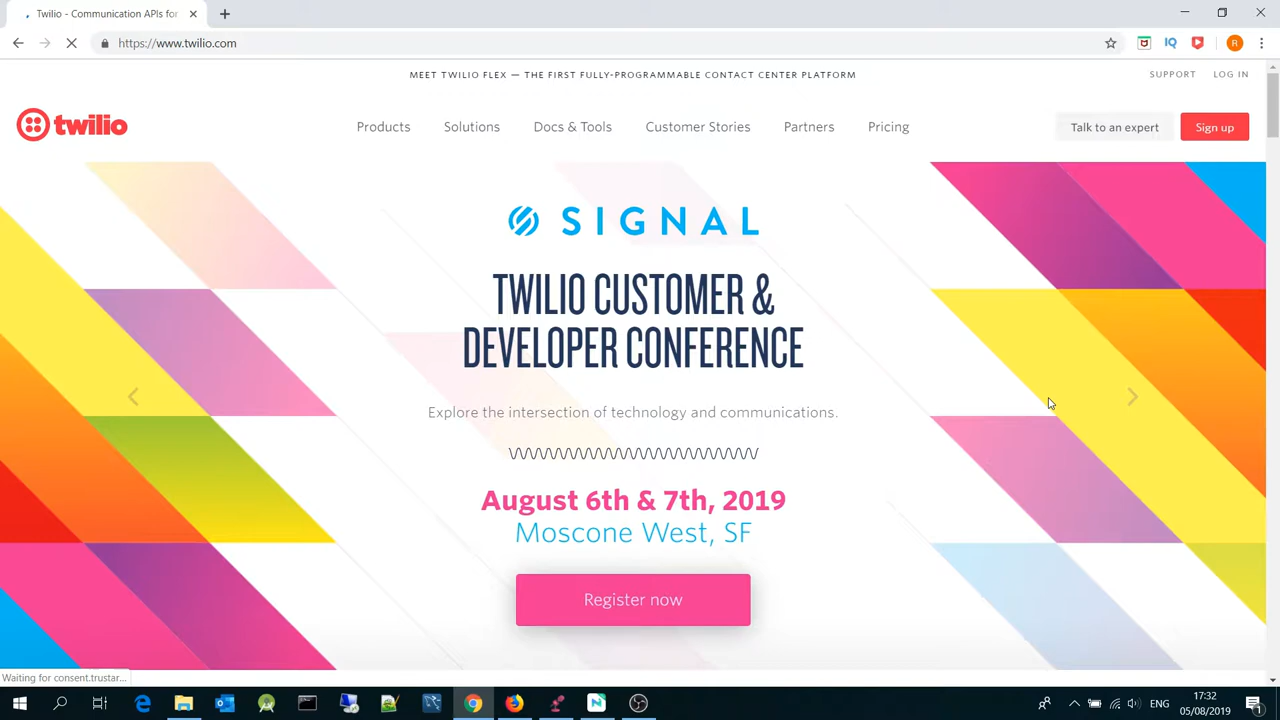 Twilio - Communication APIs for
https://www.twilio.com
R
MEET TWILIO FLEX — THE FIRST FULLY-PROGRAMMABLE CONTACT CENTER PLATFORM
SUPPORT LOG IN
twilio
Products Solutions Docs & Tools Customer Stories Partners Pricing
Talk to an expert Sign up
SIGNAL
TWILIO CUSTOMER &
DEVELOPER CONFERENCE
Explore the intersection of technology and communications.
August 6th & 7th, 2019
Moscone West, SF
Register now
Waiting for consent.trustar...
ENG
17:32
05/08/2019
1